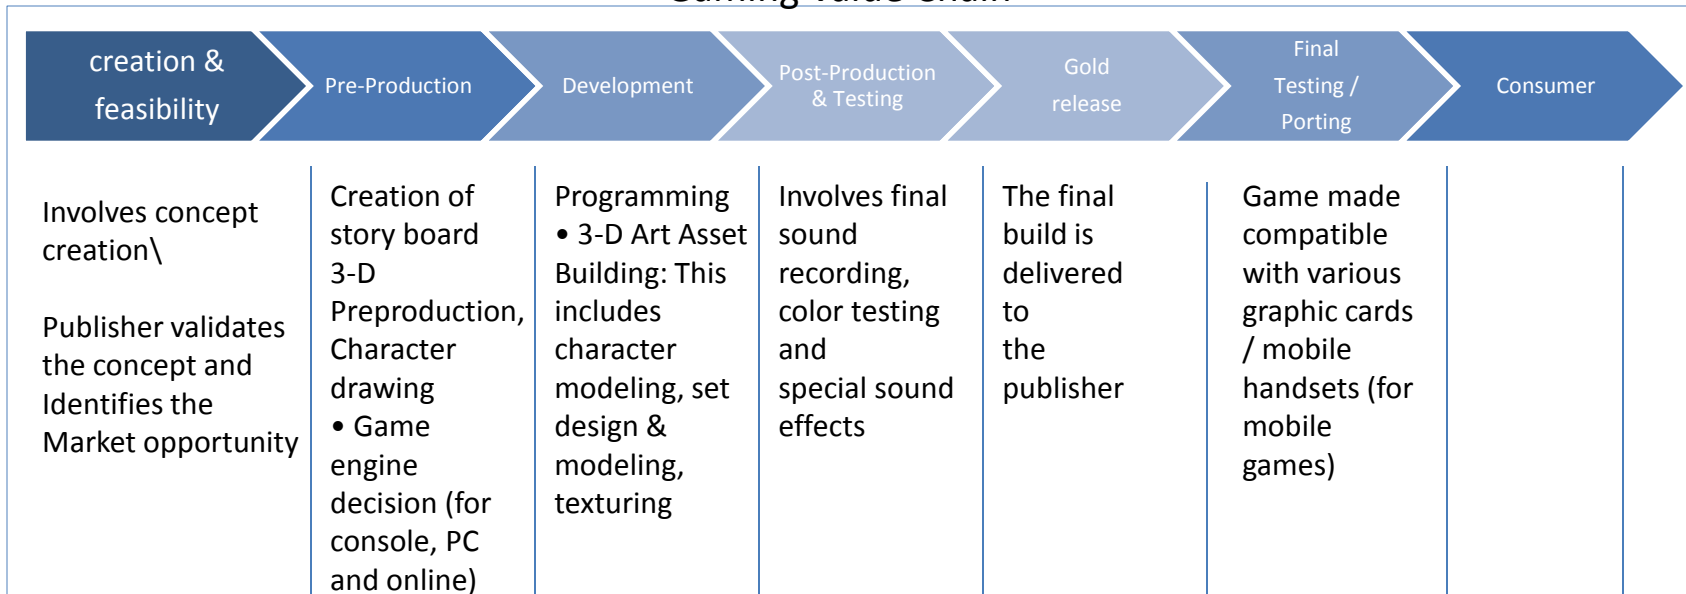 Gaming Value Chain
creation &
feasibility
Pre-Production
Development
Post-Production
& Testing
Gold
release
Final
Testing /
Porting
Consumer
Involves concept
creation\
Publisher validates
the concept and
Identifies the
Market opportunity
Creation of
story board
3-D
Preproduction,
Character
drawing
• Game
engine
decision (for
console, PC
and online)
Programming
• 3-D Art Asset
Building: This
includes
character
modeling, set
design &
modeling,
texturing
Involves final
sound
recording,
color testing
and
special sound
effects
The final
build is
delivered
to
the
publisher
Game made
compatible
with various
graphic cards
/ mobile
handsets (for
mobile
games)